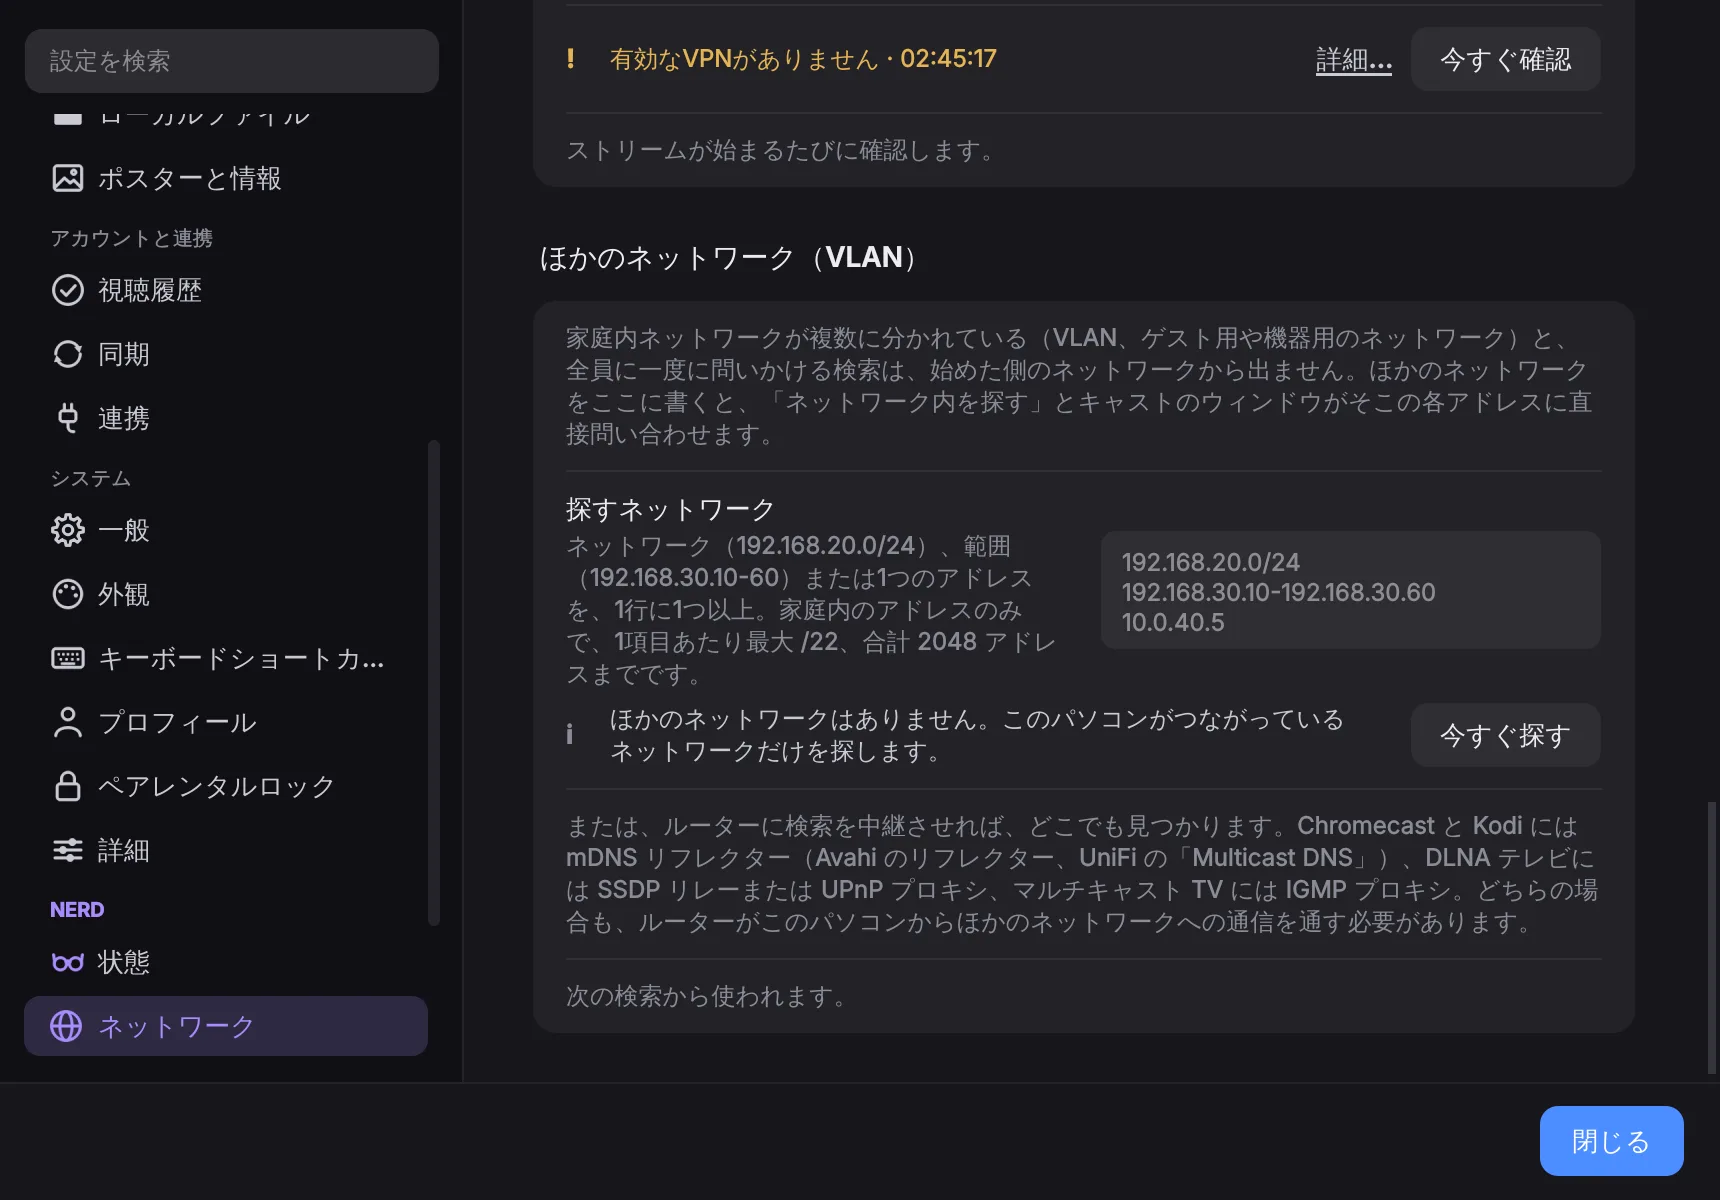 設定を検索
ローカルファイル
ポスターと情報
アカウントと連携
視聴履歴
同期
連携
システム
一般
外観
キーボードショートカ...
プロフィール
ペアレンタルロック
詳細
NERD
状態
ネットワーク
! 有効なVPNがありません · 02:45:17
詳細...
今すぐ確認
ストリームが始まるたびに確認します。
ほかのネットワーク（VLAN）
家庭内ネットワークが複数に分かれている（VLAN、ゲスト用や機器用のネットワーク）と、
全員に一度に問いかける検索は、始めた側のネットワークから出ません。ほかのネットワーク
をここに書くと、「ネットワーク内を探す」とキャストのウィンドウがそこの各アドレスに直
接問い合わせます。
探すネットワーク
ネットワーク（192.168.20.0/24）、範囲
（192.168.30.10-60）または1つのアドレス
を、1行に1つ以上。家庭内のアドレスのみ
で、1項目あたり最大 /22、合計 2048 アドレ
スまでです。
192.168.20.0/24
192.168.30.10-192.168.30.60
10.0.40.5
i ほかのネットワークはありません。このパソコンがつながっている
ネットワークだけを探します。
今すぐ探す
または、ルーターに検索を中継させれば、どこでも見つかります。Chromecast と Kodi には
mDNS リフレクター（Avahi のリフレクター、UniFi の「Multicast DNS」）、DLNA テレビに
は SSDP リレーまたは UPnP プロキシ、マルチキャスト TV には IGMP プロキシ。どちらの場
合も、ルーターがこのパソコンからほかのネットワークへの通信を通す必要があります。
次の検索から使われます。
閉じる